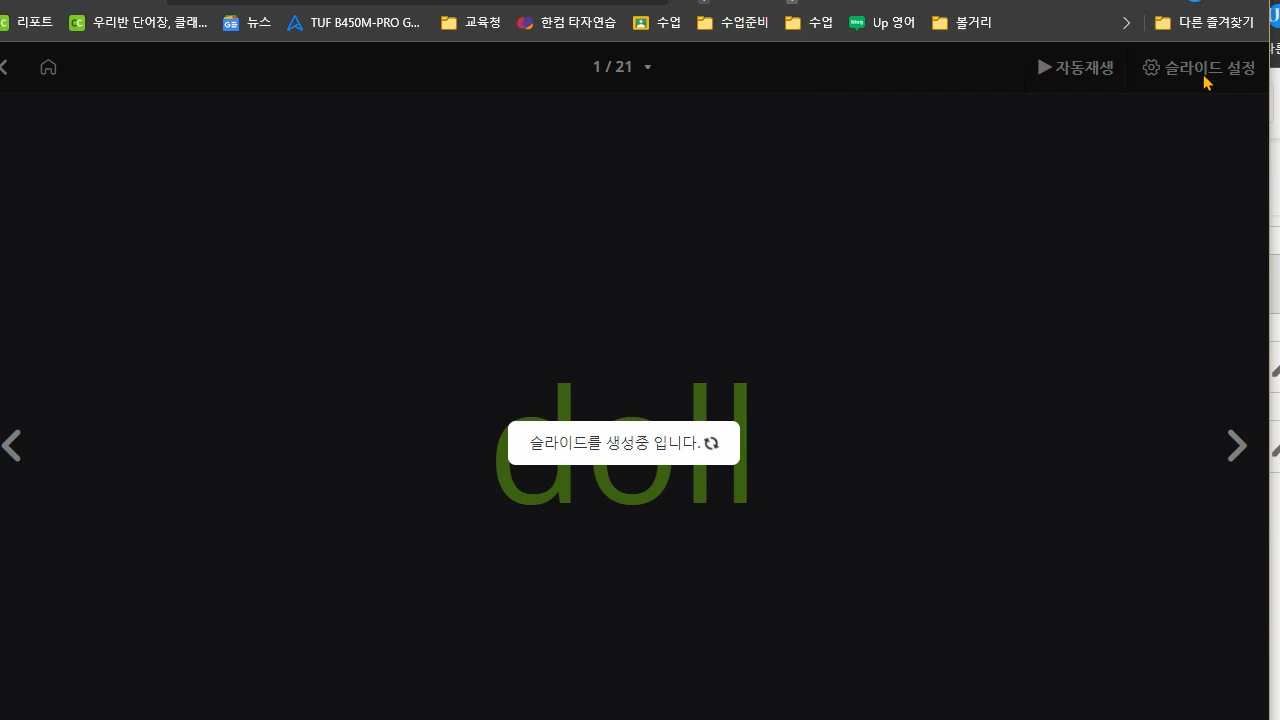 리포트 우리반 단어장, 클래... 뉴스 TUF B450M-PRO G... 교육청 한컴 타자연습 수업 수업준비 수업 Up 영어 볼거리 다른 즐겨찾기
1 / 21 자동재생 슬라이드 설정
doll
슬라이드를 생성중 입니다.